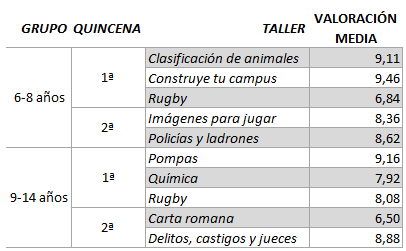 GRUPO QUINCENA TALLER VALORACIÓN MEDIA
6-8 años 1ª Clasificación de animales 9,11
Construye tu campus 9,46
Rugby 6,84
2ª Imágenes para jugar 8,36
Policías y ladrones 8,62
9-14 años 1ª Pompas 9,16
Química 7,92
Rugby 8,08
2ª Carta romana 6,50
Delitos, castigos y jueces 8,88